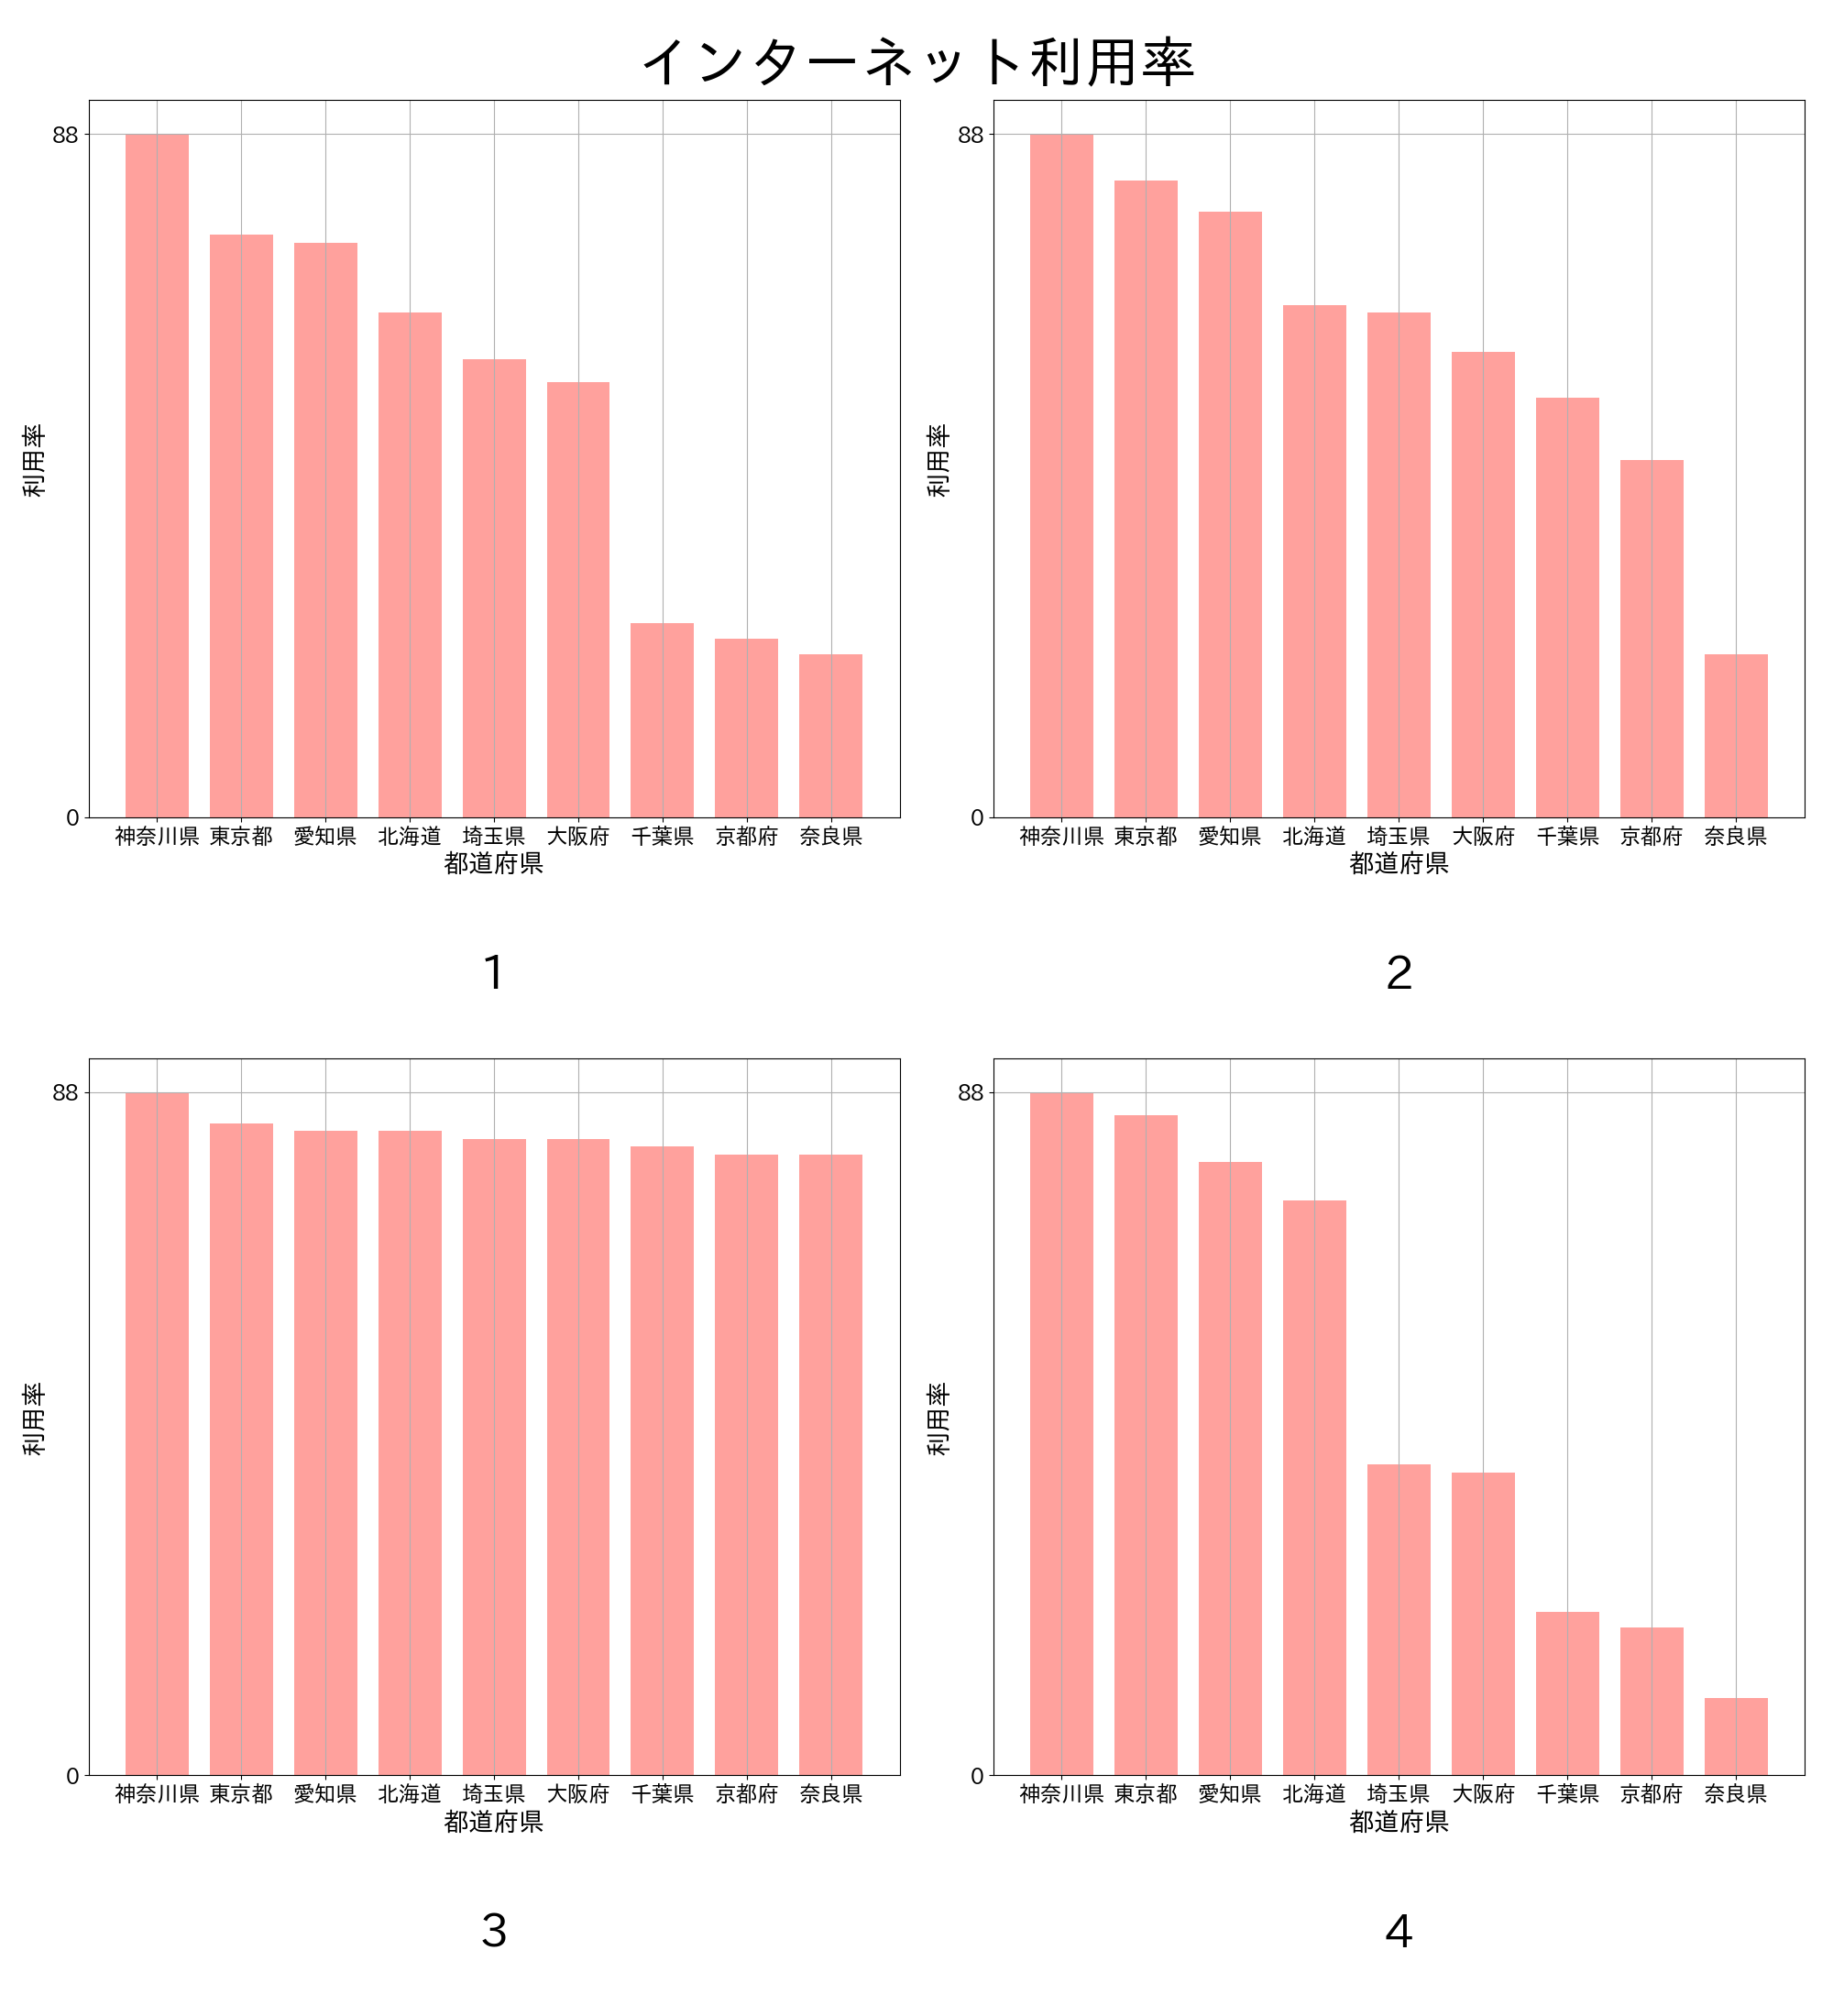 インターネット利用率
88
0
利用率
神奈川県 東京都 愛知県 北海道 埼玉県 大阪府 千葉県 京都府 奈良県
都道府県
1
88
0
利用率
神奈川県 東京都 愛知県 北海道 埼玉県 大阪府 千葉県 京都府 奈良県
都道府県
2
88
0
利用率
神奈川県 東京都 愛知県 北海道 埼玉県 大阪府 千葉県 京都府 奈良県
都道府県
3
88
0
利用率
神奈川県 東京都 愛知県 北海道 埼玉県 大阪府 千葉県 京都府 奈良県
都道府県
4